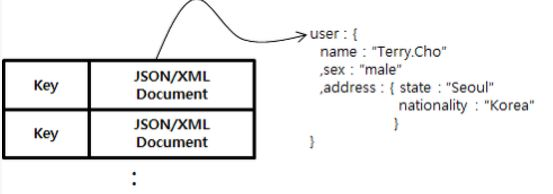 Key
JSON/XML
Document
Key
JSON/XML
Document
:
user : {
name : "Terry.Cho"
,sex : "male"
,address : { state : "Seoul"
nationality : "Korea"
}
}